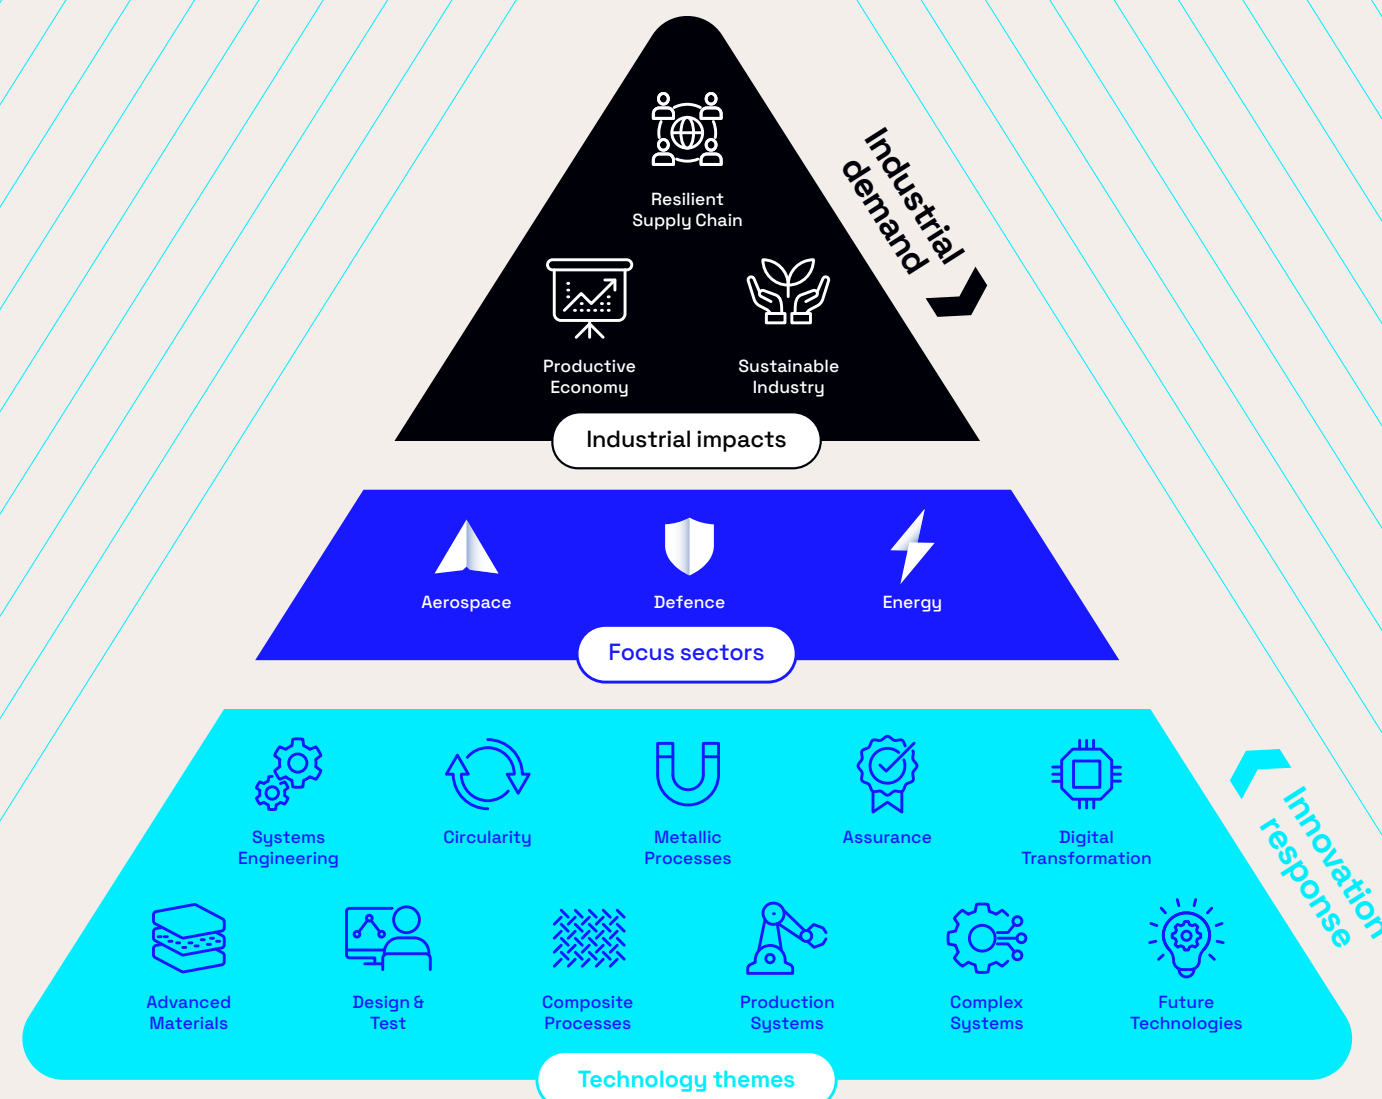 Resilient
Supply Chain
Industrial
demand
Productive
Economy
Sustainable
Industry
Industrial impacts
Aerospace
Defence
Energy
Focus sectors
Systems
Engineering
Circularity
Metallic
Processes
Assurance
Digital
Transformation
Innovation
response
Advanced
Materials
Design &
Test
Composite
Processes
Production
Systems
Complex
Systems
Future
Technologies
Technology themes